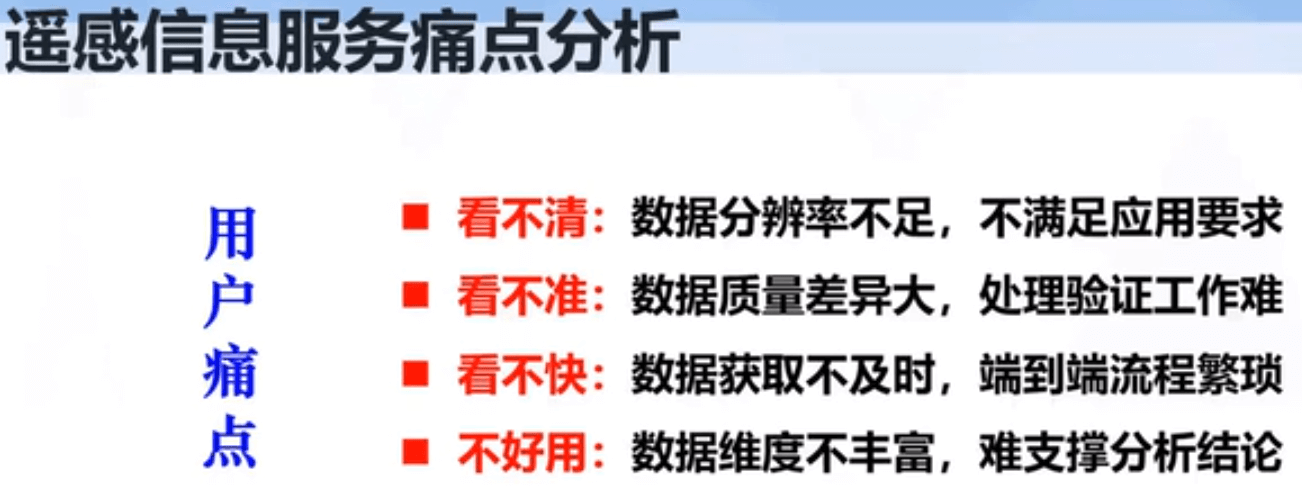 遥感信息服务痛点分析
用户痛点
■ 看不清：数据分辨率不足，不满足应用要求
■ 看不准：数据质量差异大，处理验证工作难
■ 看不快：数据获取不及时，端到端流程繁琐
■ 不好用：数据维度不丰富，难支撑分析结论